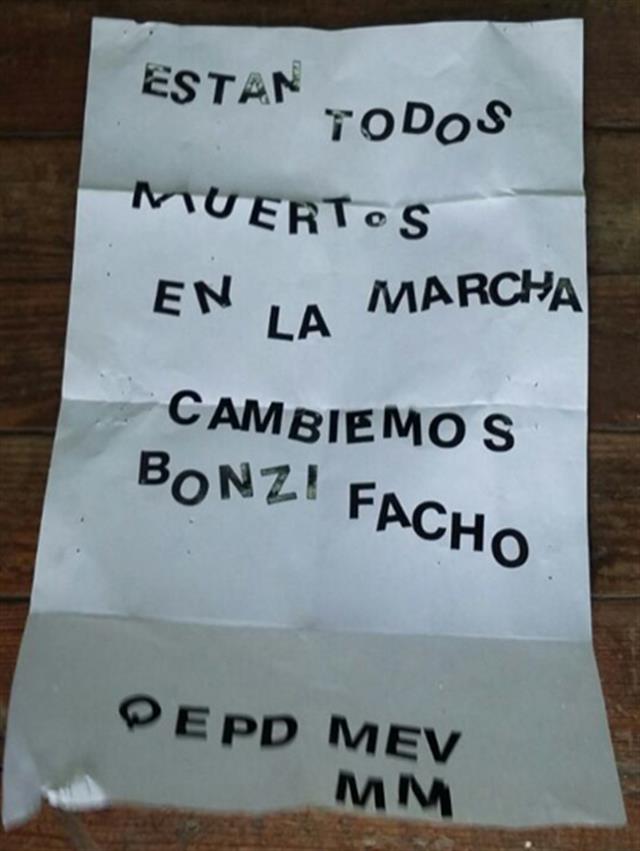 ESTAN TODOS
MUERTOS
EN LA MARCHA
CAMBIEMOS
BONZI FACHO
QEPD MEV
MM